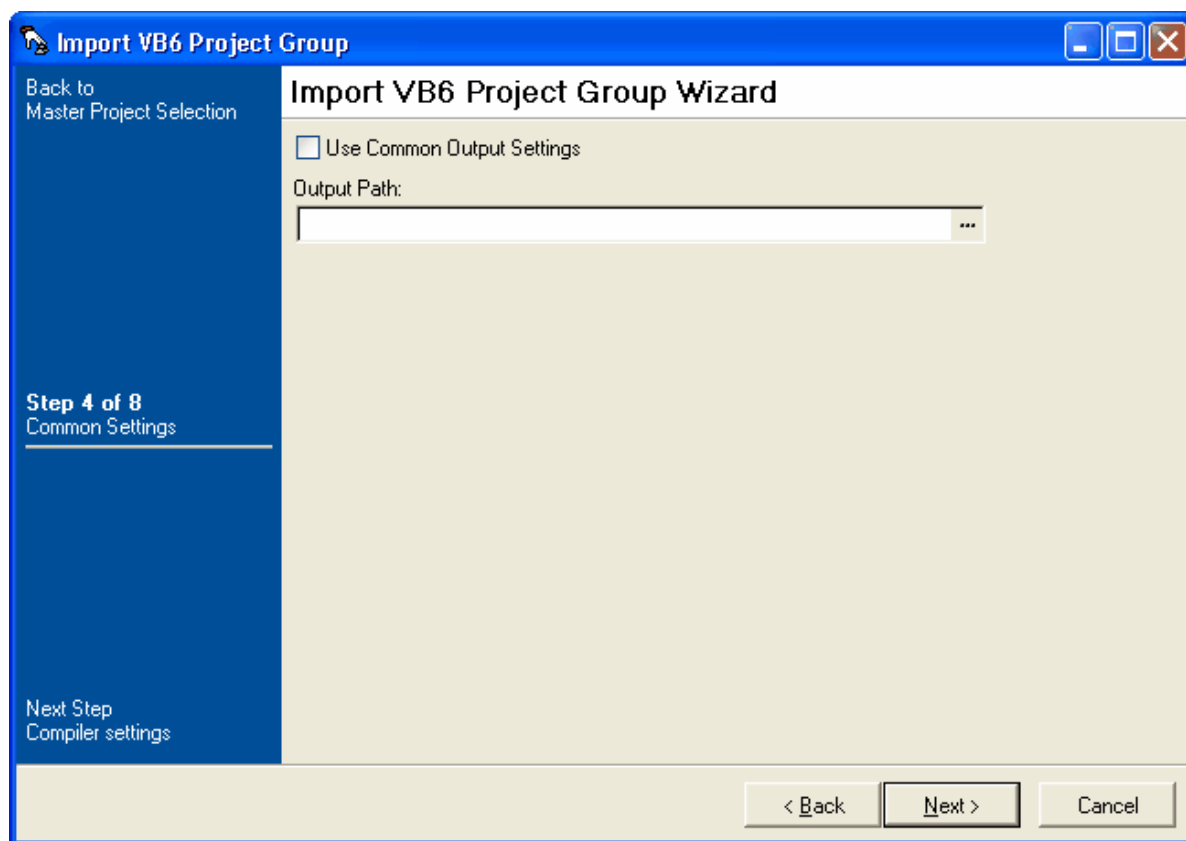 Import VB6 Project Group
Back to
Master Project Selection
Import VB6 Project Group Wizard
Use Common Output Settings
Output Path:
...
Step 4 of 8
Common Settings
Next Step
Compiler settings
< Back
Next >
Cancel